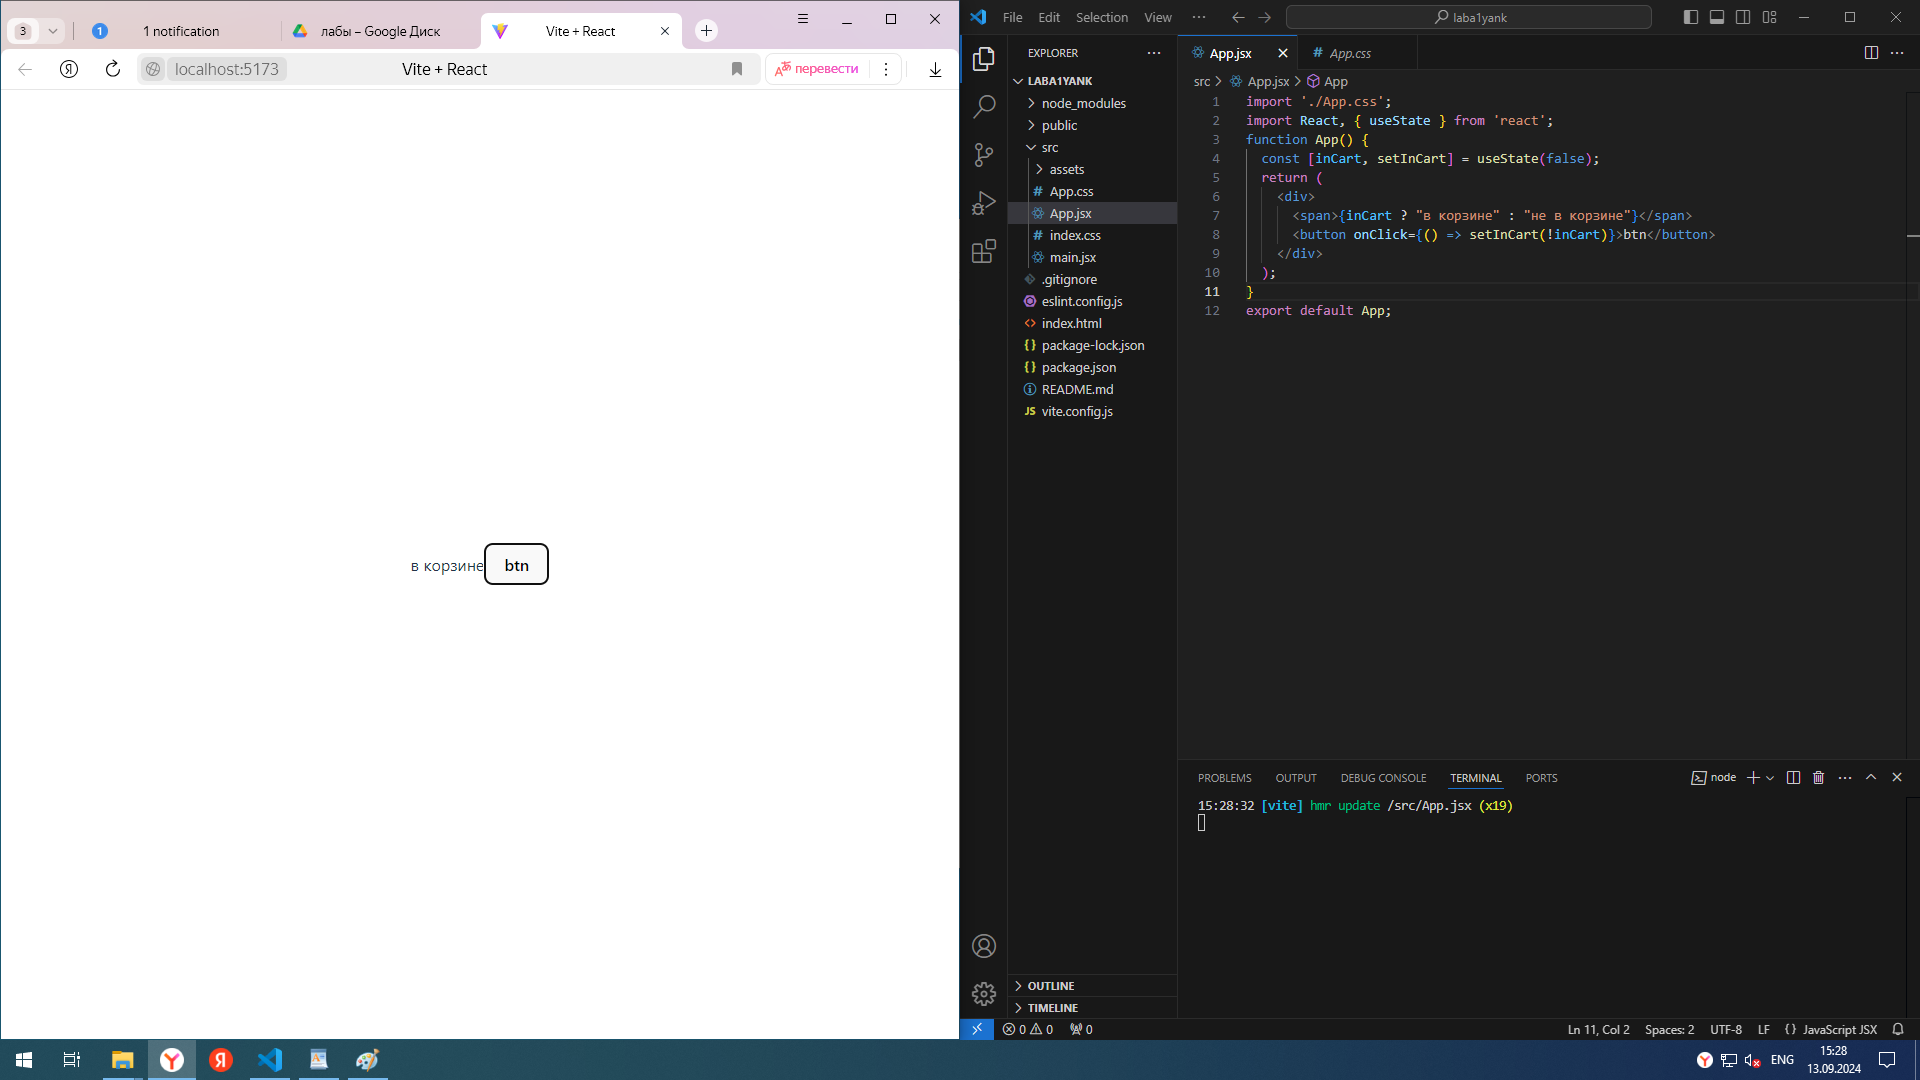 3
1
1 notification
лабы – Google Диск
Vite + React
localhost:5173
Vite + React
перевести
в корзине
btn
File Edit Selection View
laba1yank
EXPLORER
LABA1YANK
node_modules
public
src
assets
# App.css
App.jsx
# index.css
main.jsx
.gitignore
eslint.config.js
<> index.html
{} package-lock.json
{} package.json
README.md
JS vite.config.js
OUTLINE
TIMELINE
App.jsx
# App.css
src > App.jsx > App
1 import './App.css';
2 import React, { useState } from 'react';
3 function App() {
4 const [inCart, setInCart] = useState(false);
5 return (
6 <div>
7 <span>{inCart ? "в корзине" : "не в корзине"}</span>
8 <button onClick={() => setInCart(!inCart)}>btn</button>
9 </div>
10 );
11 }
12 export default App;
PROBLEMS OUTPUT DEBUG CONSOLE TERMINAL PORTS
node
15:28:32 [vite] hmr update /src/App.jsx (x19)
0 0 0
Ln 11, Col 2 Spaces: 2 UTF-8 LF {} JavaScript JSX
ENG
15:28
13.09.2024